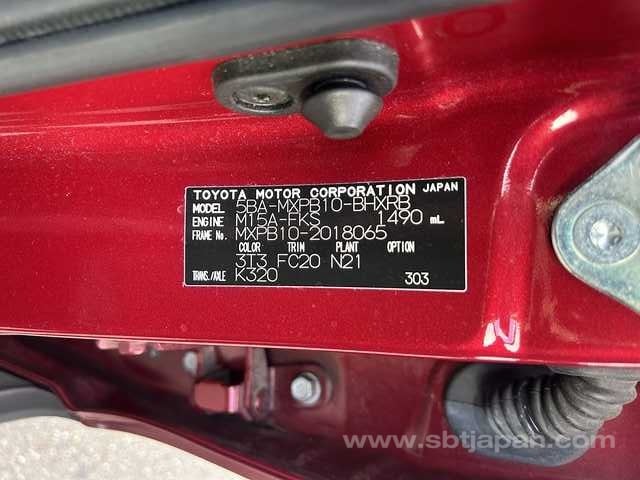 TOYOTA MOTOR CORPORATION JAPAN
MODEL 5BA-MXPB10-BHXRB
ENGINE M15A-FKS 1490 mL
FRAME No. MXPB10-2018065
COLOR TRIM PLANT OPTION
3T3 FC20 N21
TRANS./AXLE K320 303
www.sbtjapan.com